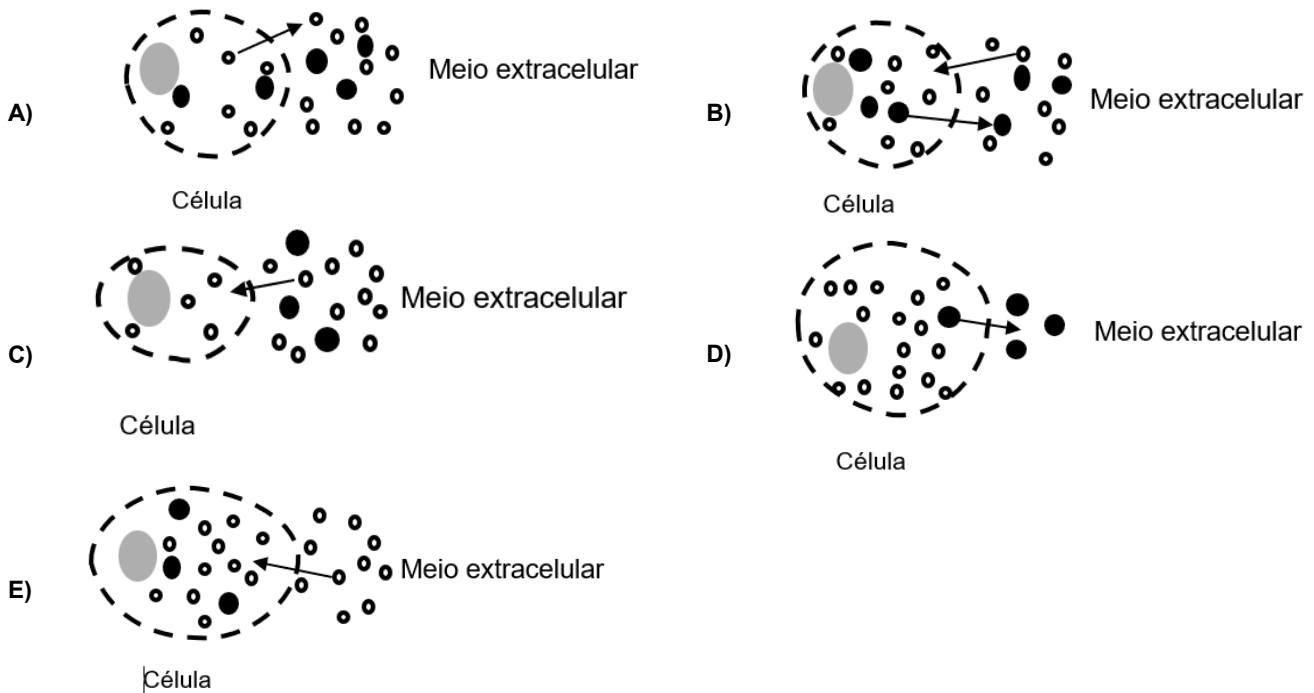 A)
Meio extracelular
Célula
B)
Meio extracelular
Célula
C)
Meio extracelular
Célula
D)
Meio extracelular
Célula
E)
Meio extracelular
Célula